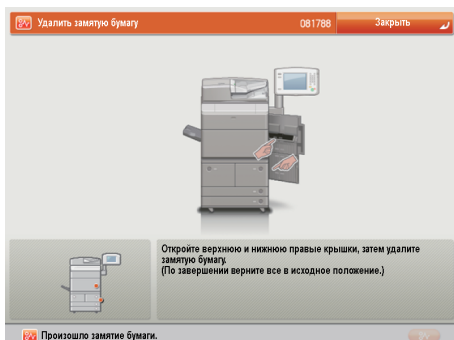 Удалить замятую бумагу 081788 Закрыть
Откройте верхнюю и нижнюю правые крышки, затем удалите
замятую бумагу.
(По завершении верните все в исходное положение.)
Произошло замятие бумаги.